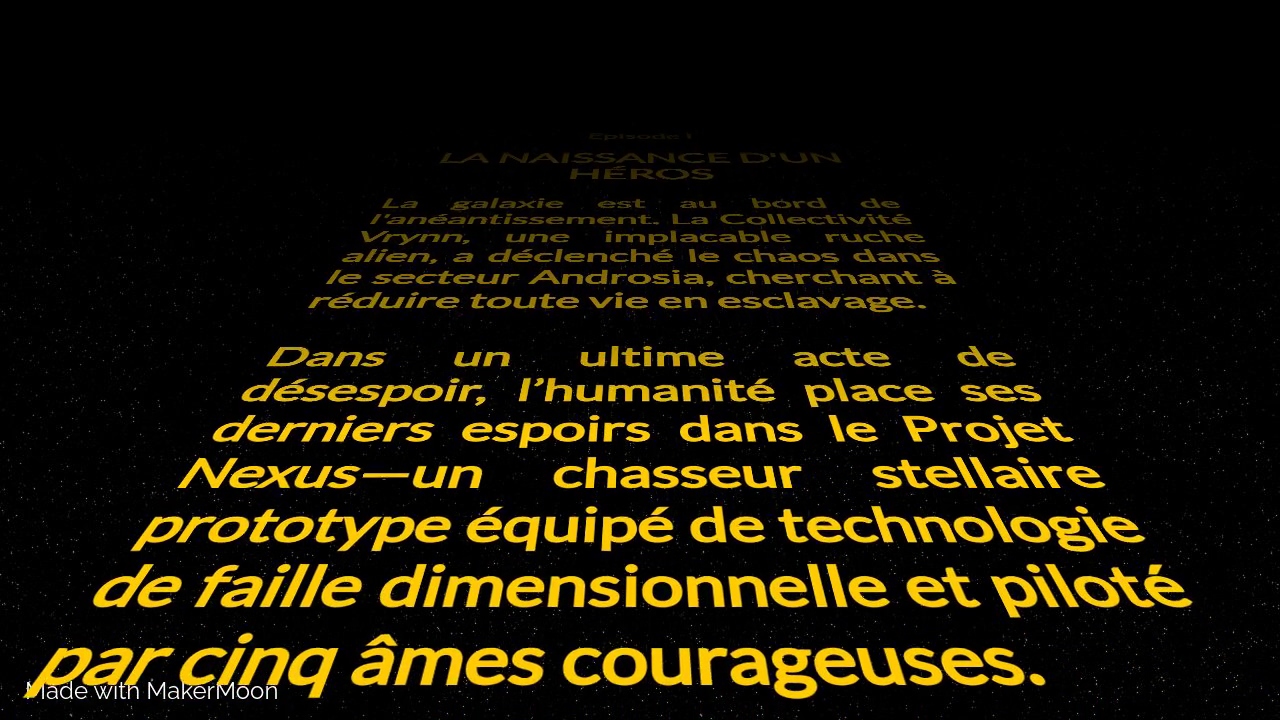 Episode I
LA NAISSANCE D'UN
HÉROS
La galaxie est au bord de
l'anéantissement. La Collectivité
Vrynn, une implacable ruche
alien, a déclenché le chaos dans
le secteur Androsia, cherchant à
réduire toute vie en esclavage.
Dans un ultime acte de
désespoir, l’humanité place ses
derniers espoirs dans le Projet
Nexus—un chasseur stellaire
prototype équipé de technologie
de faille dimensionnelle et piloté
par cinq âmes courageuses.
Made with MakerMoon